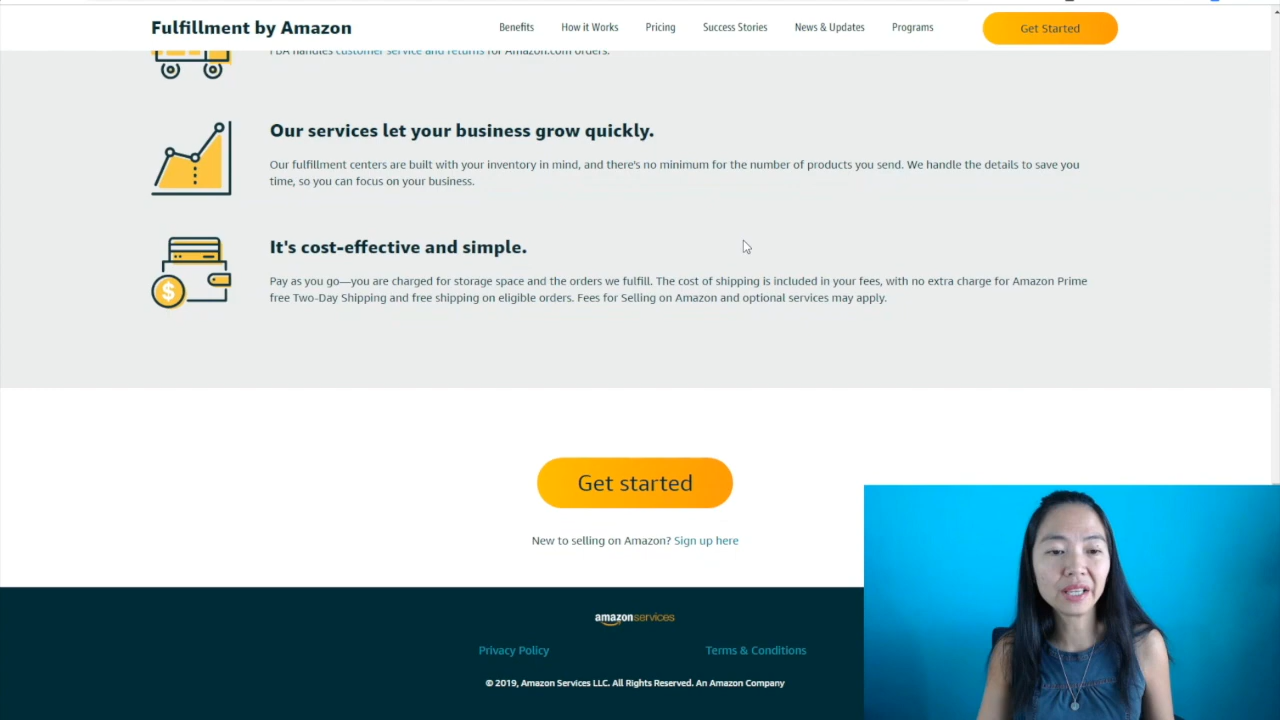 Fulfillment by Amazon
Benefits
How it Works
Pricing
Success Stories
News & Updates
Programs
Get Started
FBA handles customer service and returns for Amazon.com orders.
Our services let your business grow quickly.
Our fulfillment centers are built with your inventory in mind, and there's no minimum for the number of products you send. We handle the details to save you
time, so you can focus on your business.
It's cost-effective and simple.
Pay as you go—you are charged for storage space and the orders we fulfill. The cost of shipping is included in your fees, with no extra charge for Amazon Prime
free Two-Day Shipping and free shipping on eligible orders. Fees for Selling on Amazon and optional services may apply.
$
Get started
New to selling on Amazon? Sign up here
amazonservices
Privacy Policy
Terms & Conditions
© 2019, Amazon Services LLC. All Rights Reserved. An Amazon Company